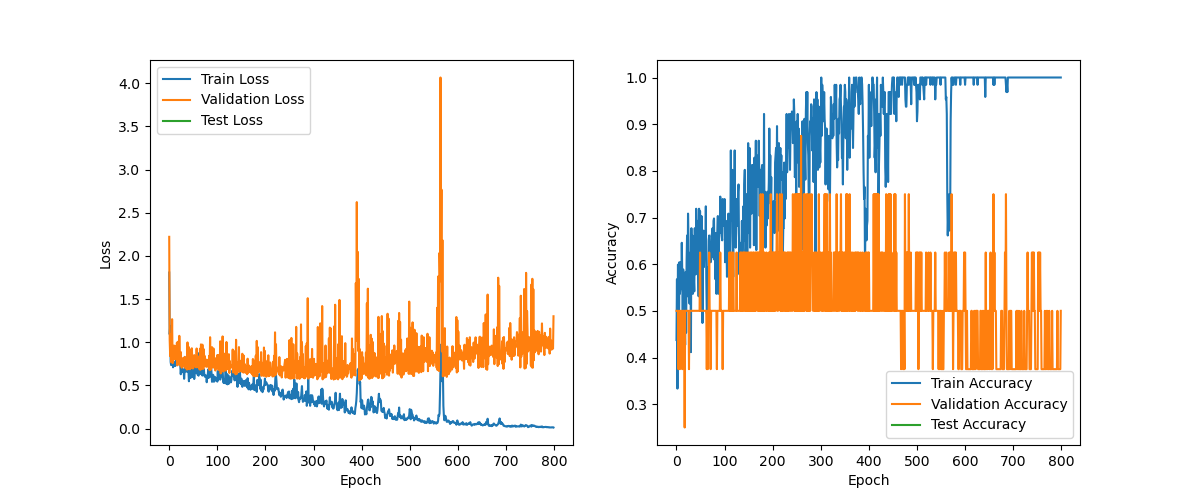 Train Loss
Validation Loss
Test Loss
4.0
3.5
3.0
2.5
2.0
1.5
1.0
0.5
0.0
Loss
0 100 200 300 400 500 600 700 800
Epoch
1.0
0.9
0.8
0.7
0.6
0.5
0.4
0.3
Accuracy
Train Accuracy
Validation Accuracy
Test Accuracy
0 100 200 300 400 500 600 700 800
Epoch